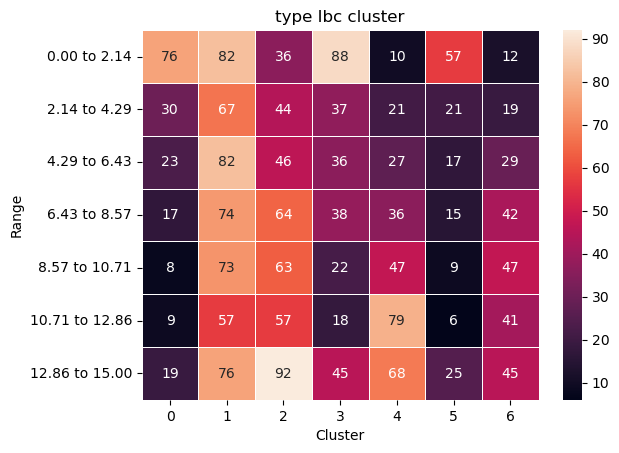 type lbc cluster
0.00 to 2.14 76 82 36 88 10 57 12
2.14 to 4.29 30 67 44 37 21 21 19
4.29 to 6.43 23 82 46 36 27 17 29
6.43 to 8.57 17 74 64 38 36 15 42
8.57 to 10.71 8 73 63 22 47 9 47
10.71 to 12.86 9 57 57 18 79 6 41
12.86 to 15.00 19 76 92 45 68 25 45
0 1 2 3 4 5 6
Cluster
Range
90
80
70
60
50
40
30
20
10